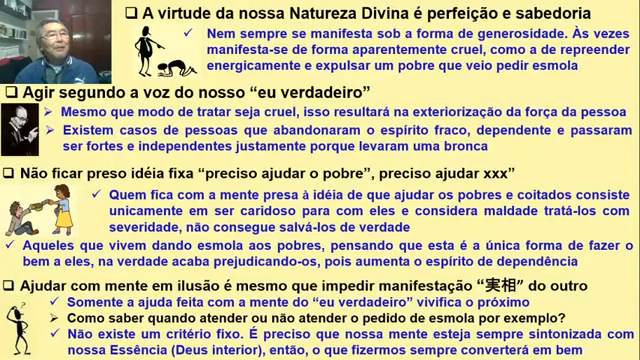 A virtude da nossa Natureza Divina é perfeição e sabedoria
Nem sempre se manifesta sob a forma de generosidade. Às vezes
manifesta-se de forma aparentemente cruel, como a de repreender
energicamente e expulsar um pobre que veio pedir esmola
Agir segundo a voz do nosso “eu verdadeiro”
Mesmo que modo de tratar seja cruel, isso resultará na exteriorização da força da pessoa
Existem casos de pessoas que abandonaram o espírito fraco, dependente e passaram
ser fortes e independentes justamente porque levaram uma bronca
Não ficar preso idéia fixa “preciso ajudar o pobre”, preciso ajudar xxx”
Quem fica com a mente presa à idéia de que ajudar os pobres e coitados consiste
unicamente em ser caridoso para com eles e considera maldade tratá-los com
severidade, não consegue salvá-los de verdade
Aqueles que vivem dando esmola aos pobres, pensando que esta é a única forma de fazer o
bem a eles, na verdade acaba prejudicando-os, pois aumenta o espírito de dependência
Ajudar com mente em ilusão é mesmo que impedir manifestação “実相” do outro
Somente a ajuda feita com a mente do “eu verdadeiro” vivifica o próximo
Como saber quando atender ou não atender o pedido de esmola por exemplo?
Não existe um critério fixo. É preciso que nossa mente esteja sempre sintonizada com
nossa Essência (Deus interior), então, o que fizermos sempre converterá em bem